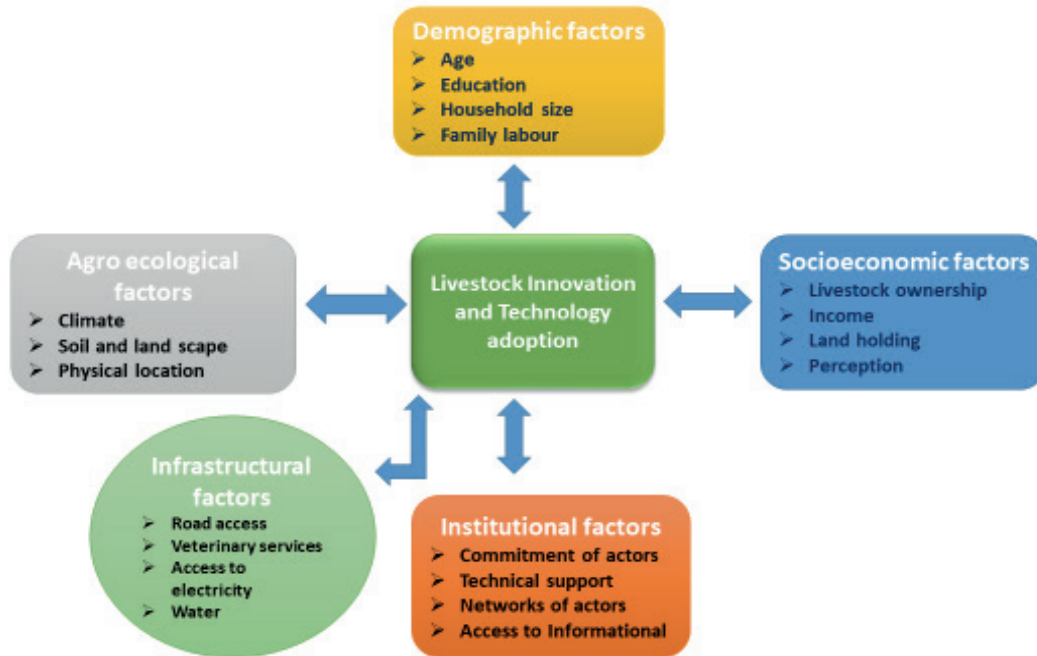 Demographic factors
➤ Age
➤ Education
➤ Household size
➤ Family labour
Agro ecological
factors
➤ Climate
➤ Soil and land scape
➤ Physical location
Livestock Innovation
and Technology
adoption
Socioeconomic factors
➤ Livestock ownership
➤ Income
➤ Land holding
➤ Perception
Infrastructural
factors
➤ Road access
➤ Veterinary services
➤ Access to
electricity
➤ Water
Institutional factors
➤ Commitment of actors
➤ Technical support
➤ Networks of actors
➤ Access to Informational